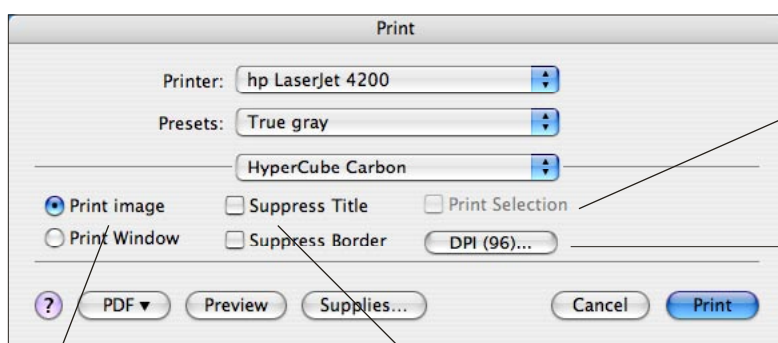 Print
Printer: hp LaserJet 4200
Presets: True gray
HyperCube Carbon
Print image Suppress Title Print Selection
Print Window Suppress Border DPI (96)...
? PDF ▼ Preview Supplies... Cancel Print